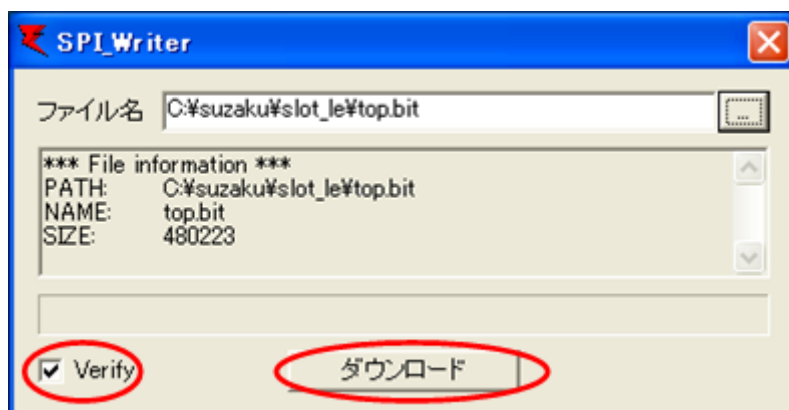 SPI_Writer
ファイル名 C:¥suzaku¥slot_le¥top.bit ...
*** File information ***
PATH: C:¥suzaku¥slot_le¥top.bit
NAME: top.bit
SIZE: 480223
Verify ダウンロード